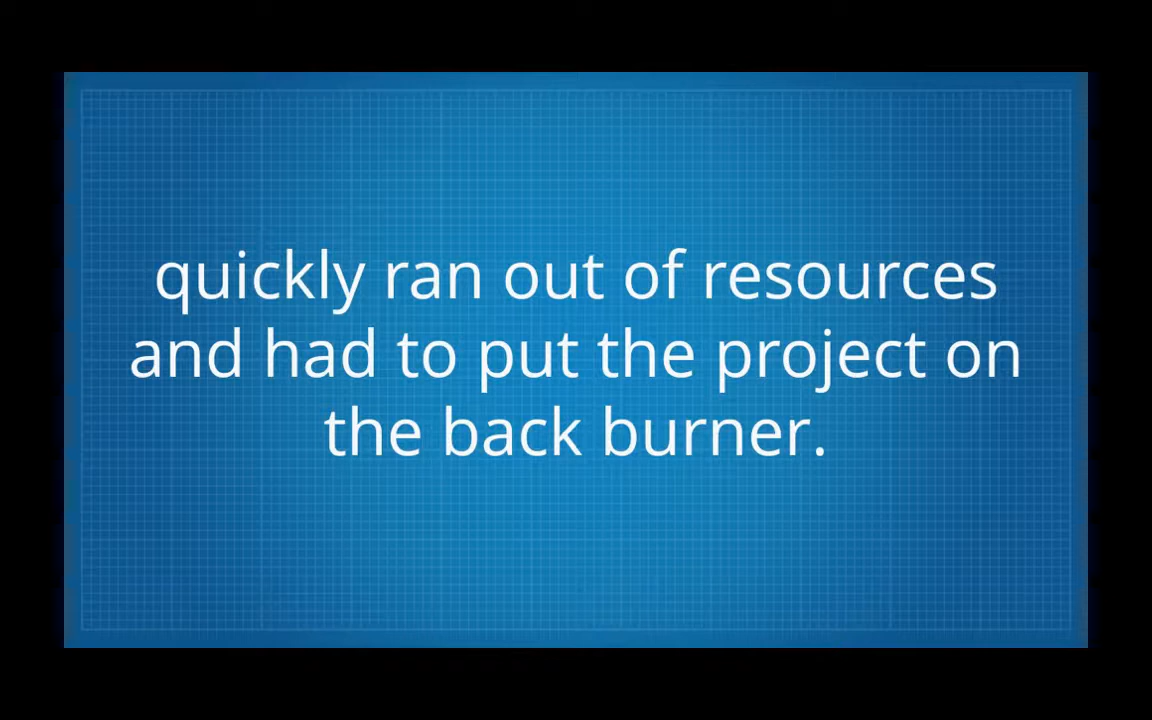 quickly ran out of resources
and had to put the project on
the back burner.